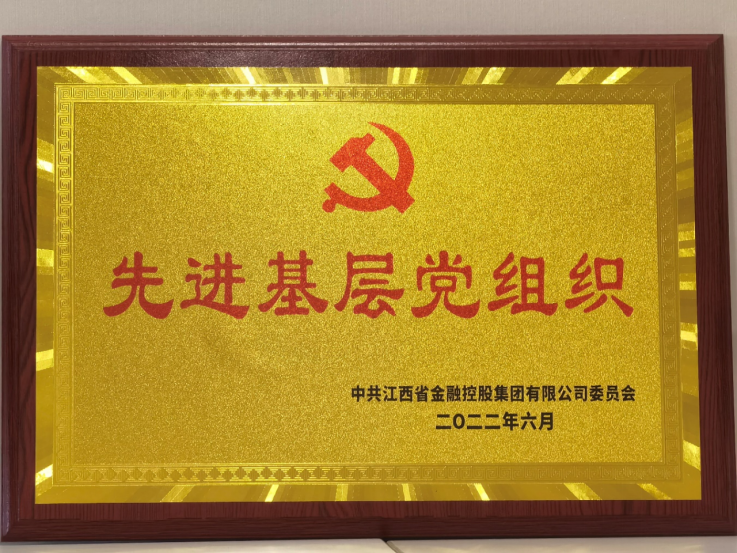 先进基层党组织
中共江西省金融控股集团有限公司委员会
二〇二二年六月